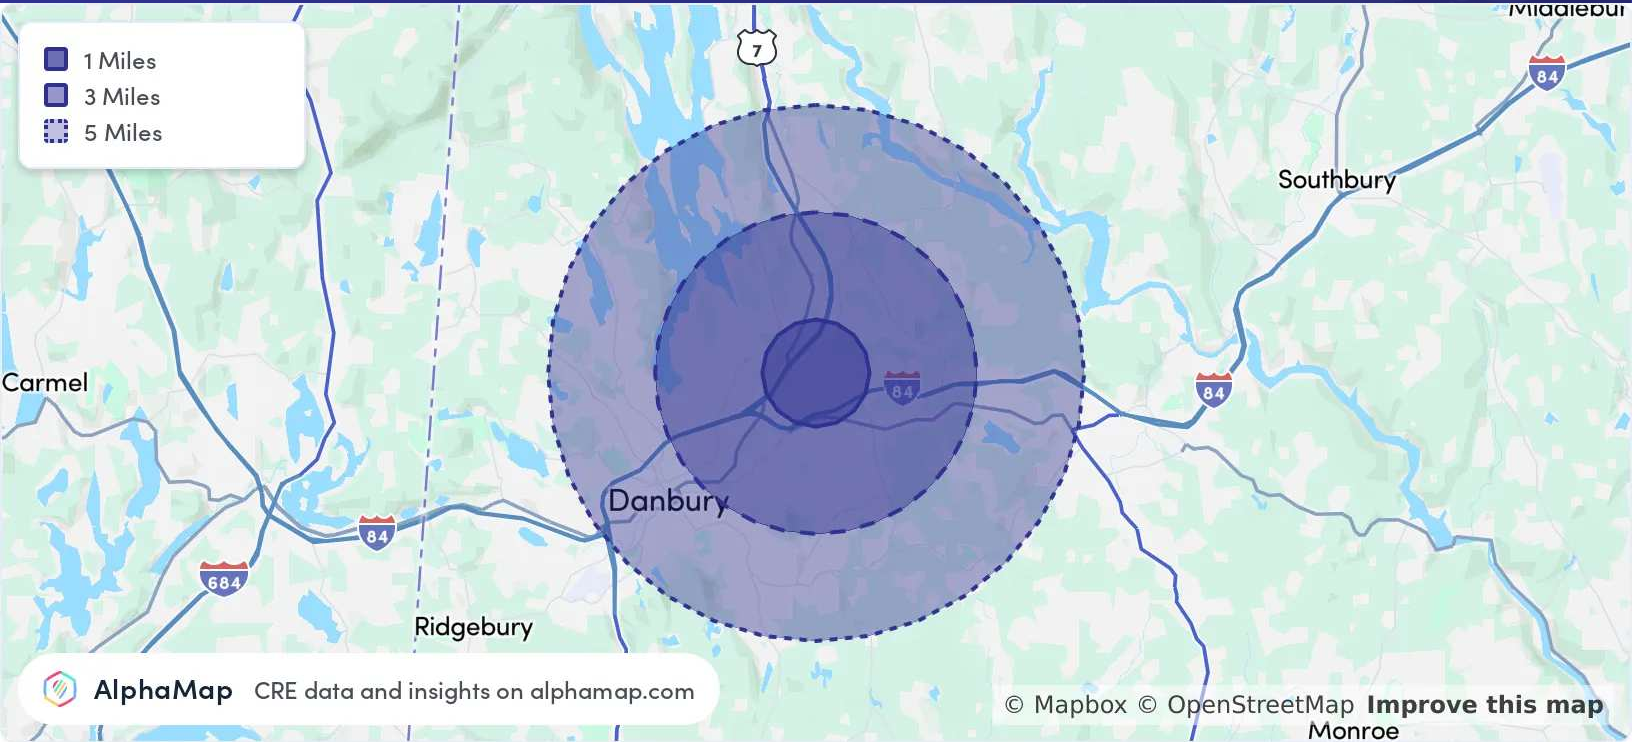 Middlebur
7
1 Miles
3 Miles
5 Miles
84
Southbury
Carmel
84
84
Danbury
84
684
Ridgebury
AlphaMap CRE data and insights on alphamap.com
© Mapbox © OpenStreetMap Improve this map
Monroe